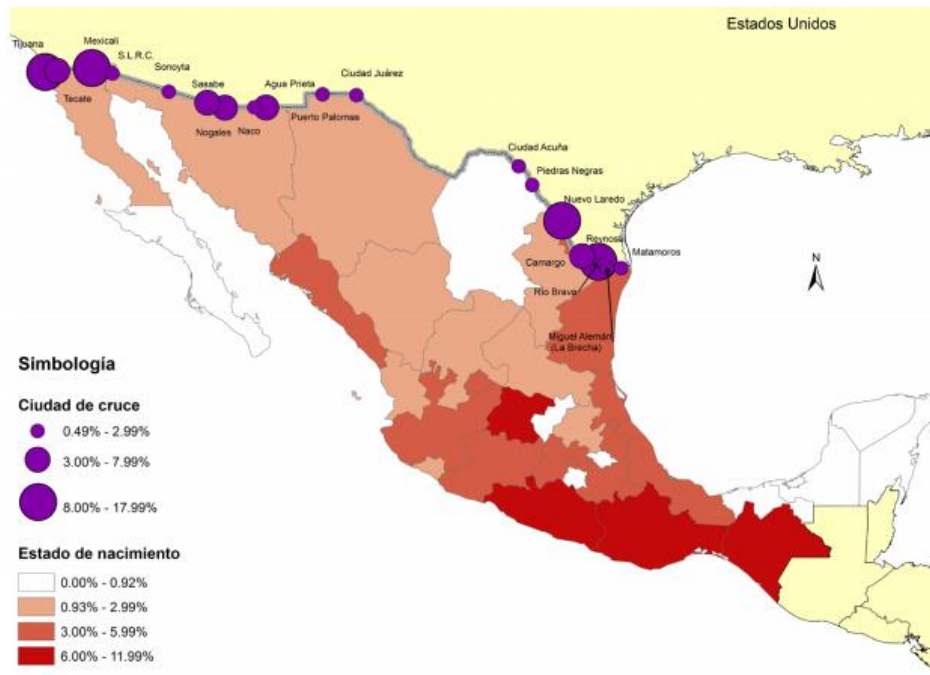 Estados Unidos
Tijuana
Mexicali
S.L.R.C.
Tecate
Sonoyta
Sasabe
Nogales
Naco
Agua Prieta
Puerto Palomas
Ciudad Juárez
Ciudad Acuña
Piedras Negras
Nuevo Laredo
Reynosa
Camargo
Matamoros
Río Bravo
Miguel Alemán
(La Brecha)
N
Simbología
Ciudad de cruce
0.49% - 2.99%
3.00% - 7.99%
8.00% - 17.99%
Estado de nacimiento
0.00% - 0.92%
0.93% - 2.99%
3.00% - 5.99%
6.00% - 11.99%